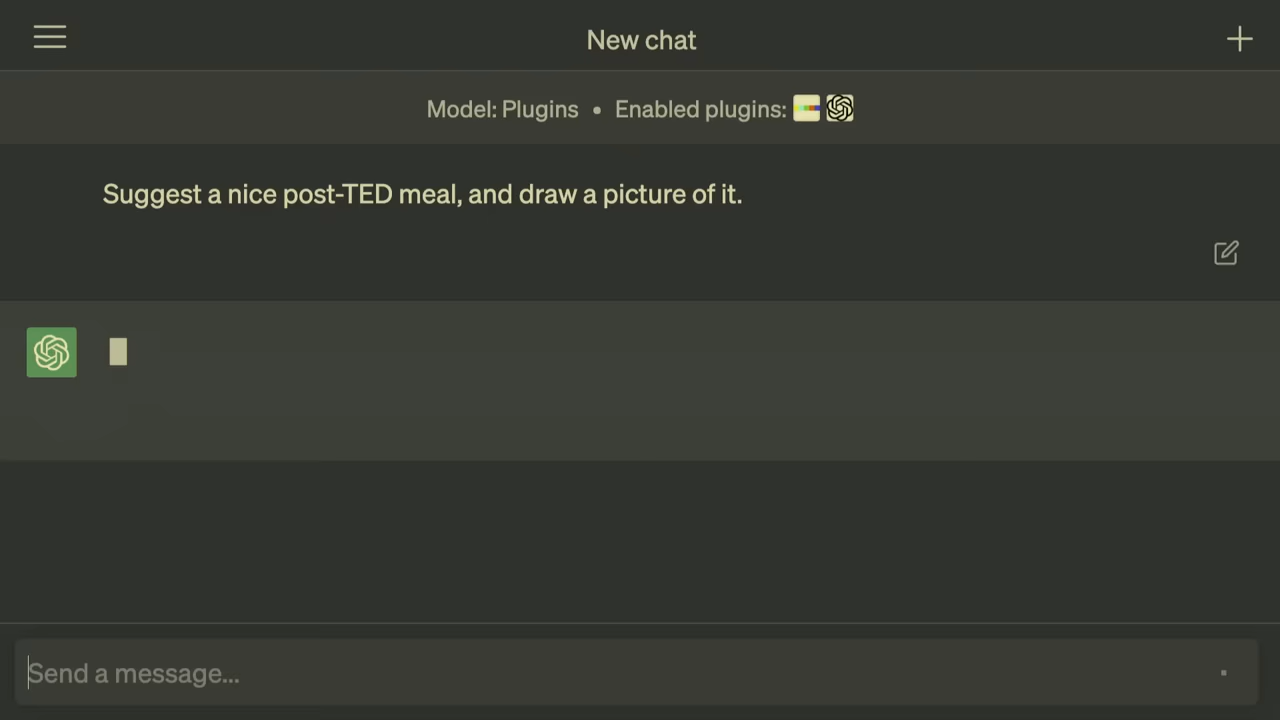 New chat
Model: Plugins • Enabled plugins:
Suggest a nice post-TED meal, and draw a picture of it.
Send a message...